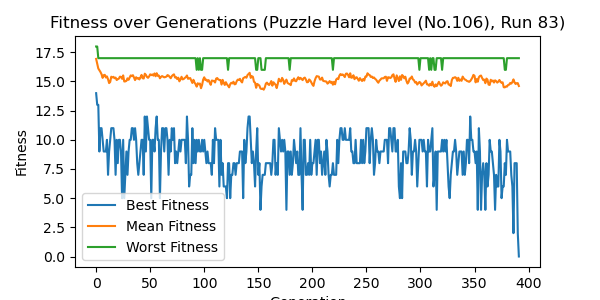 Fitness over Generations (Puzzle Hard level (No.106), Run 83)
17.5
15.0
12.5
10.0
7.5
5.0
2.5
0.0
Fitness
Best Fitness
Mean Fitness
Worst Fitness
0 50 100 150 200 250 300 350 400
Generation